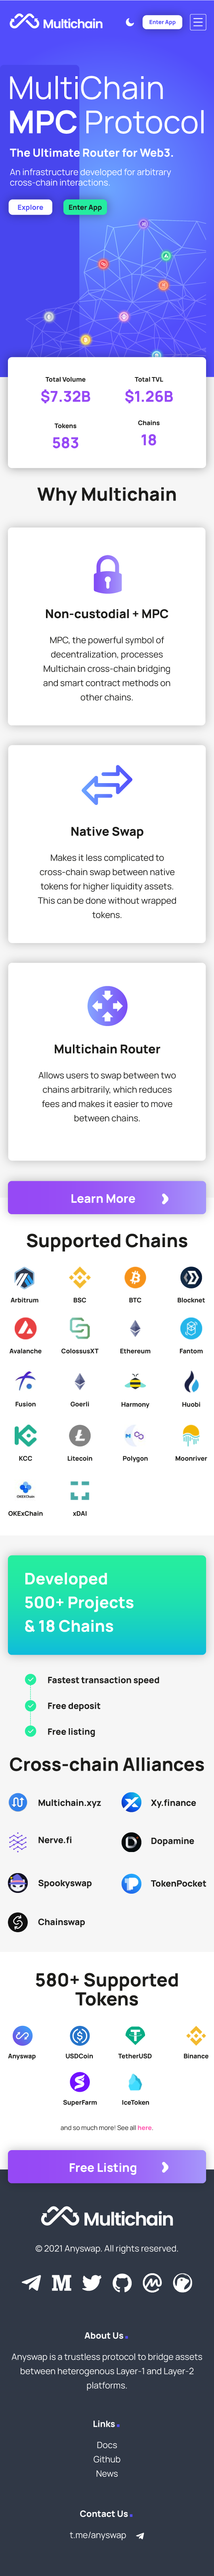 Multichain
Enter App
MultiChain
MPC Protocol
The Ultimate Router for Web3.
An infrastructure developed for arbitrary
cross-chain interactions.
Explore
Enter App
Total Volume
$7.32B
Total TVL
$1.26B
Tokens
583
Chains
18
Why Multichain
Non-custodial + MPC
MPC, the powerful symbol of
decentralization, processes
Multichain cross-chain bridging
and smart contract methods on
other chains.
Native Swap
Makes it less complicated to
cross-chain swap between native
tokens for higher liquidity assets.
This can be done without wrapped
tokens.
Multichain Router
Allows users to swap between two
chains arbitrarily, which reduces
fees and makes it easier to move
between chains.
Learn More
Supported Chains
Arbitrum
BSC
BTC
Blocknet
Avalanche
ColossusXT
Ethereum
Fantom
Fusion
Goerli
Harmony
Huobi
KCC
Litecoin
Polygon
Moonriver
OKEXChain
OKExChain
xDAI
Developed
500+ Projects
& 18 Chains
Fastest transaction speed
Free deposit
Free listing
Cross-chain Alliances
Multichain.xyz
Xy.finance
Nerve.fi
Dopamine
Spookyswap
TokenPocket
Chainswap
580+ Supported
Tokens
Anyswap
USDCoin
TetherUSD
Binance
SuperFarm
IceToken
and so much more! See all here.
Free Listing
Multichain
© 2021 Anyswap. All rights reserved.
About Us
Anyswap is a trustless protocol to bridge assets
between heterogenous Layer-1 and Layer-2
platforms.
Links
Docs
Github
News
Contact Us
t.me/anyswap